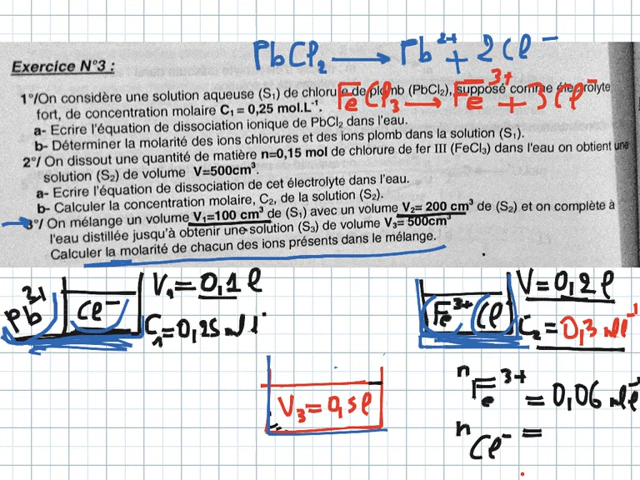 PbCl₂ → Pb²⁺ + 2Cl⁻
Exercice N°3 :
FeCl₃ → Fe³⁺ + 3Cl⁻
1°/On considère une solution aqueuse (S₁) de chlorure de plomb (PbCl₂), supposé comme électrolyte
fort, de concentration molaire C₁ = 0,25 mol.L⁻¹.
a- Ecrire l'équation de dissociation ionique de PbCl₂ dans l'eau.
b- Déterminer la molarité des ions chlorures et des ions plomb dans la solution (S₁).
2°/ On dissout une quantité de matière n=0,15 mol de chlorure de fer III (FeCl₃) dans l'eau on obtient une
solution (S₂) de volume V=500cm³.
a- Ecrire l'équation de dissociation de cet électrolyte dans l'eau.
b- Calculer la concentration molaire, C₂, de la solution (S₂).
3°/ On mélange un volume V₁=100 cm³ de (S₁) avec un volume V₂= 200 cm³ de (S₂) et on complète à
l'eau distillée jusqu'à obtenir une solution (S₃) de volume V₃= 500cm³
Calculer la molarité de chacun des ions présents dans le mélange.
Pb²⁺ Cl⁻ V₁ = 0,1 l
C₁ = 0,25 ml l⁻¹
Fe³⁺ Cl⁻ V = 0,2 l
C₂ = 0,3 ml l⁻¹
V₃ = 0,5 l
n Fe³⁺ = 0,06 ml l⁻¹
n Cl⁻ =